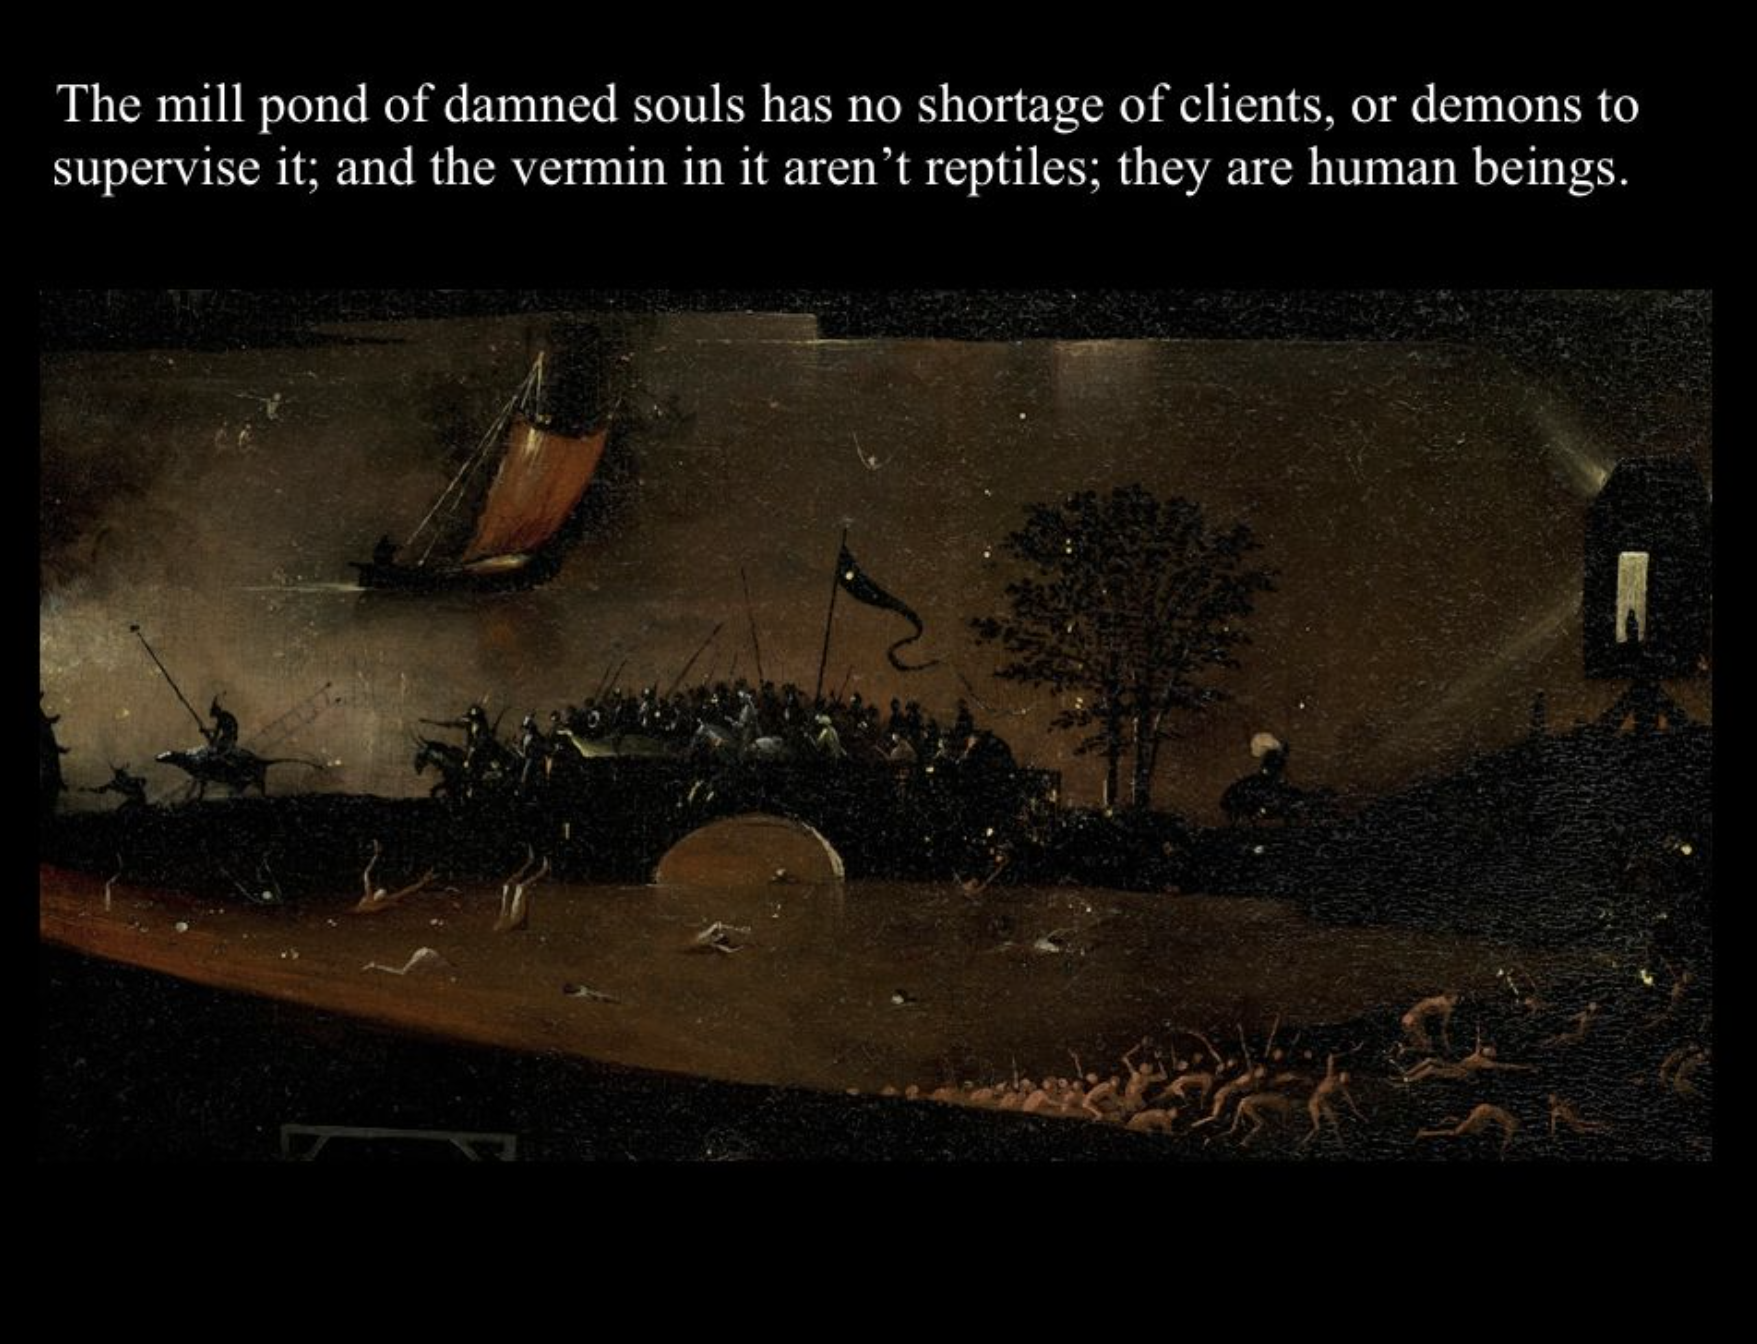 The mill pond of damned souls has no shortage of clients, or demons to
supervise it; and the vermin in it aren’t reptiles; they are human beings.